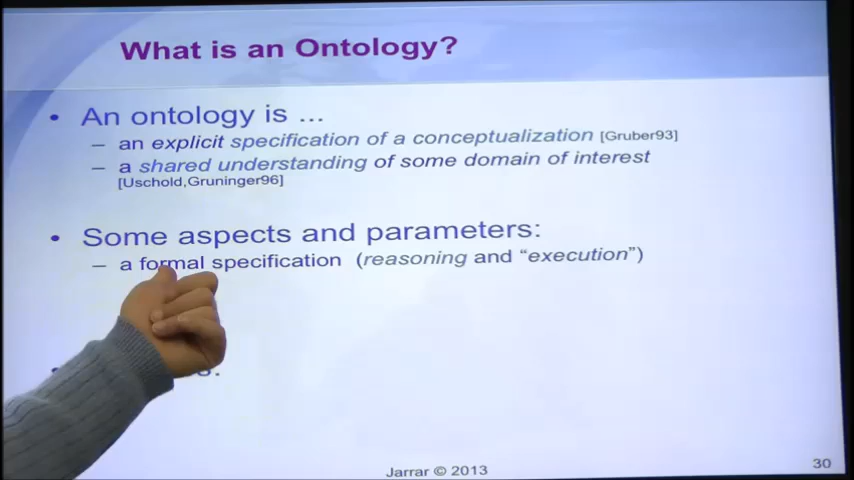 What is an Ontology?
• An ontology is ...
– an explicit specification of a conceptualization [Gruber93]
– a shared understanding of some domain of interest
[Uschold,Gruninger96]
• Some aspects and parameters:
– a formal specification (reasoning and “execution”)
Jarrar © 2013
30